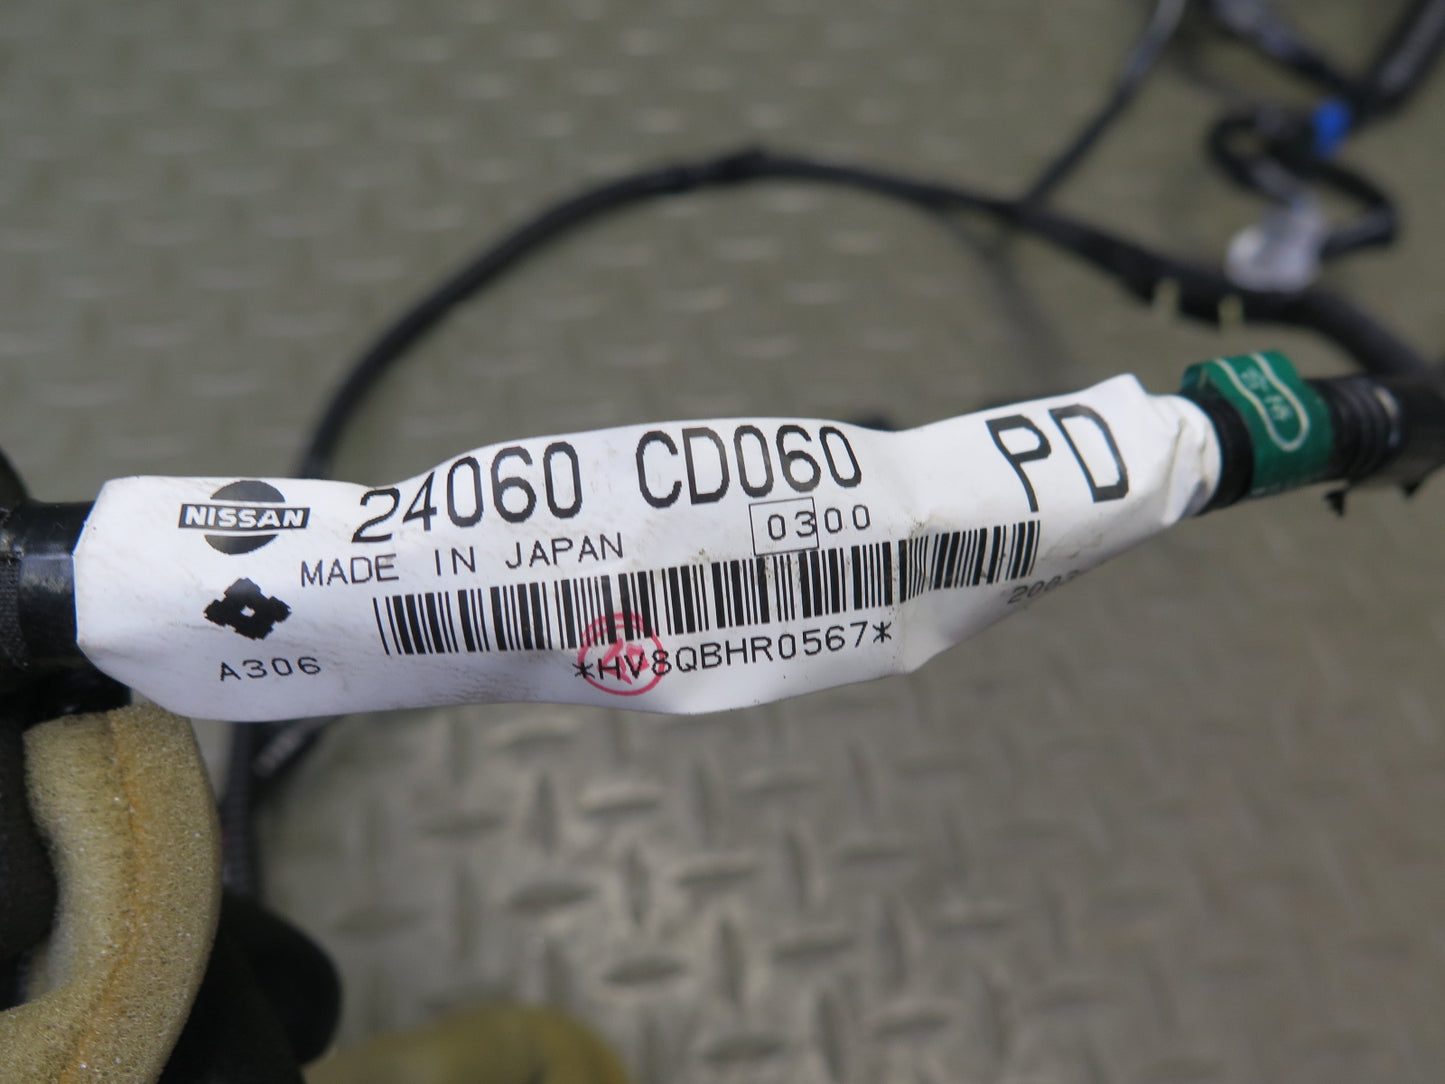 NISSAN 24060 CD060 PD
MADE IN JAPAN 0300
A306
*HV8QBHR0567*